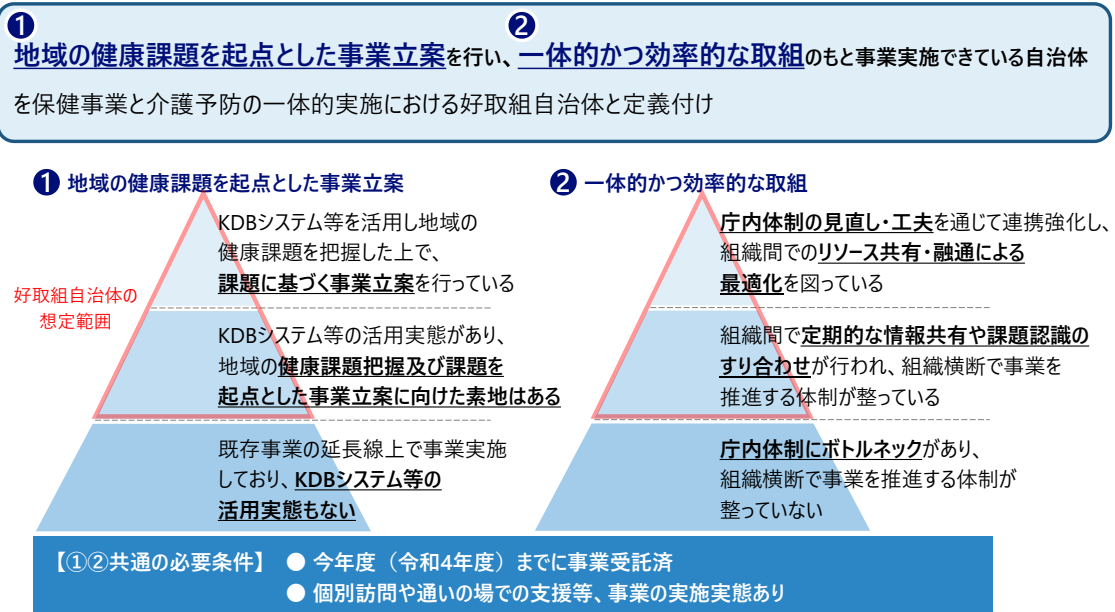 ❶ ❷
地域の健康課題を起点とした事業立案を行い、一体的かつ効率的な取組のもと事業実施できている自治体
を保健事業と介護予防の一体的実施における好取組自治体と定義付け
❶ 地域の健康課題を起点とした事業立案
KDBシステム等を活用し地域の
健康課題を把握した上で、
課題に基づく事業立案を行っている
好取組自治体の
想定範囲
KDBシステム等の活用実態があり、
地域の健康課題把握及び課題を
起点とした事業立案に向けた素地はある
既存事業の延長線上で事業実施
しており、KDBシステム等の
活用実態もない
❷ 一体的かつ効率的な取組
庁内体制の見直し・工夫を通じて連携強化し、
組織間でのリソース共有・融通による
最適化を図っている
組織間で定期的な情報共有や課題認識の
すり合わせが行われ、組織横断で事業を
推進する体制が整っている
庁内体制にボトルネックがあり、
組織横断で事業を推進する体制が
整っていない
【①②共通の必要条件】 ● 今年度（令和4年度）までに事業受託済
● 個別訪問や通いの場での支援等、事業の実施実態あり